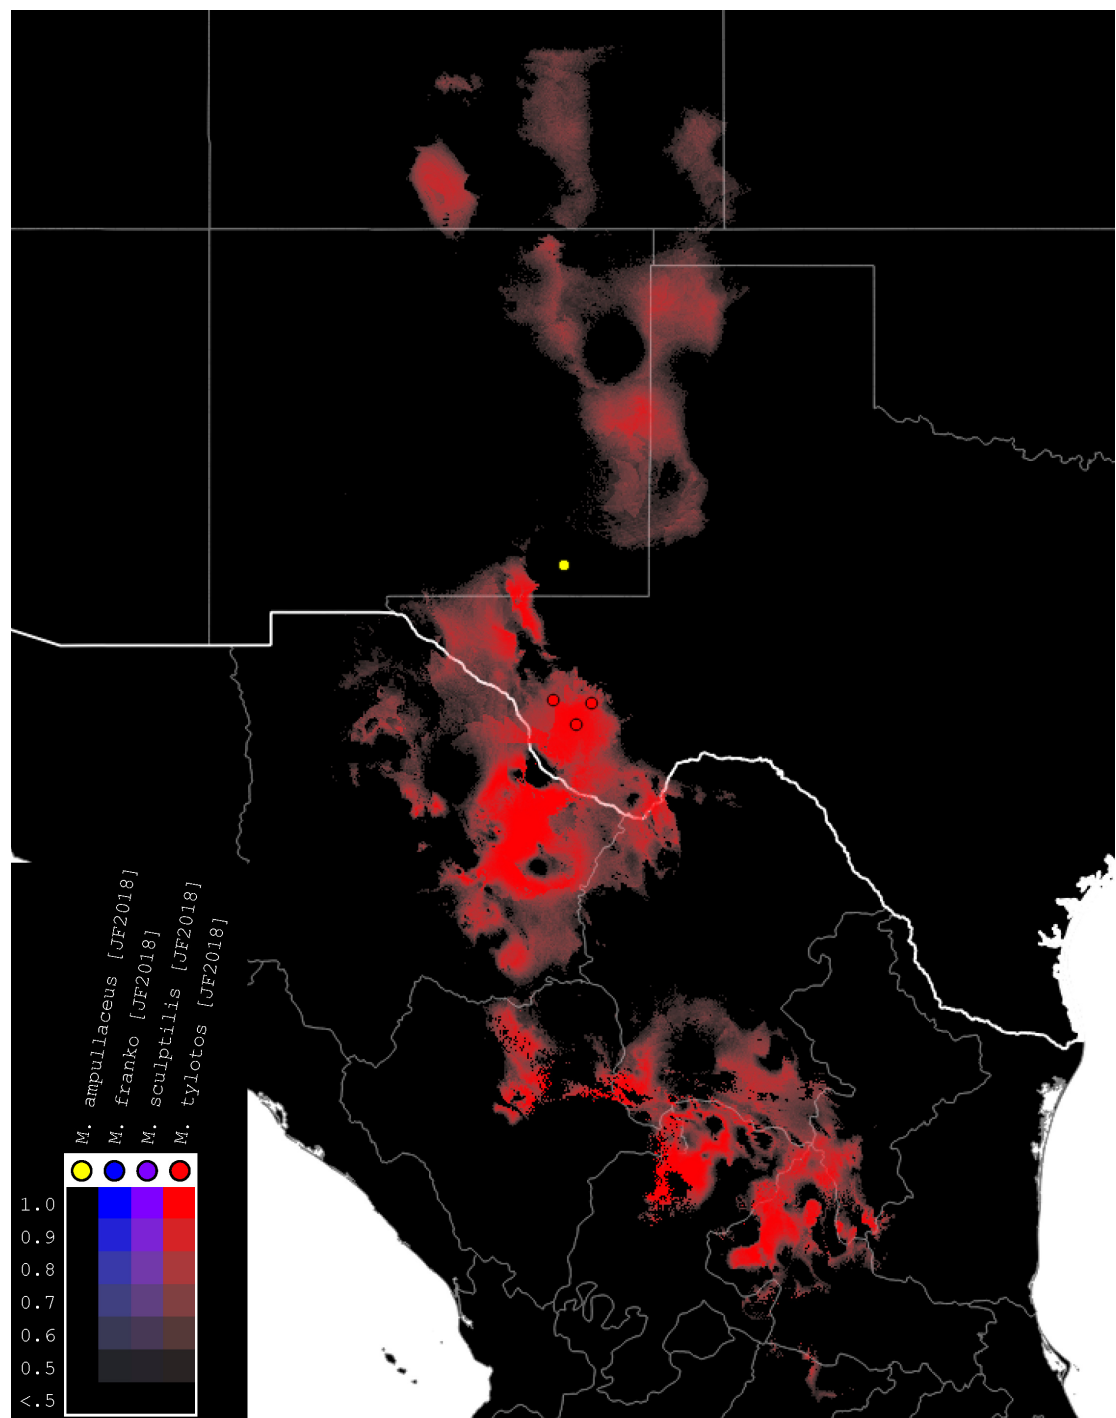 M. ampullaceus [JF2018]
M. franko [JF2018]
M. sculptilis [JF2018]
M. tylotos [JF2018]
1.0
0.9
0.8
0.7
0.6
0.5
<.5